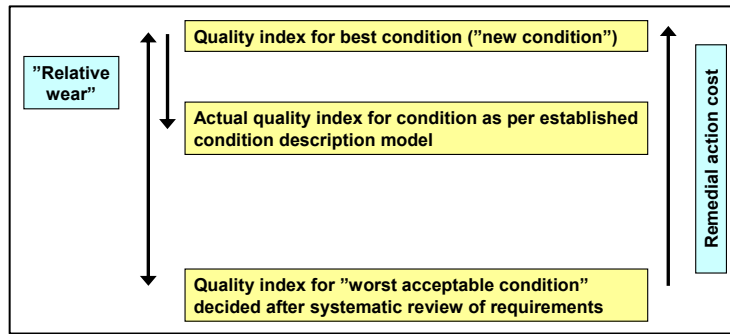 Quality index for best condition (”new condition”)
”Relative
wear”
Actual quality index for condition as per established
condition description model
Remedial action cost
Quality index for ”worst acceptable condition”
decided after systematic review of requirements